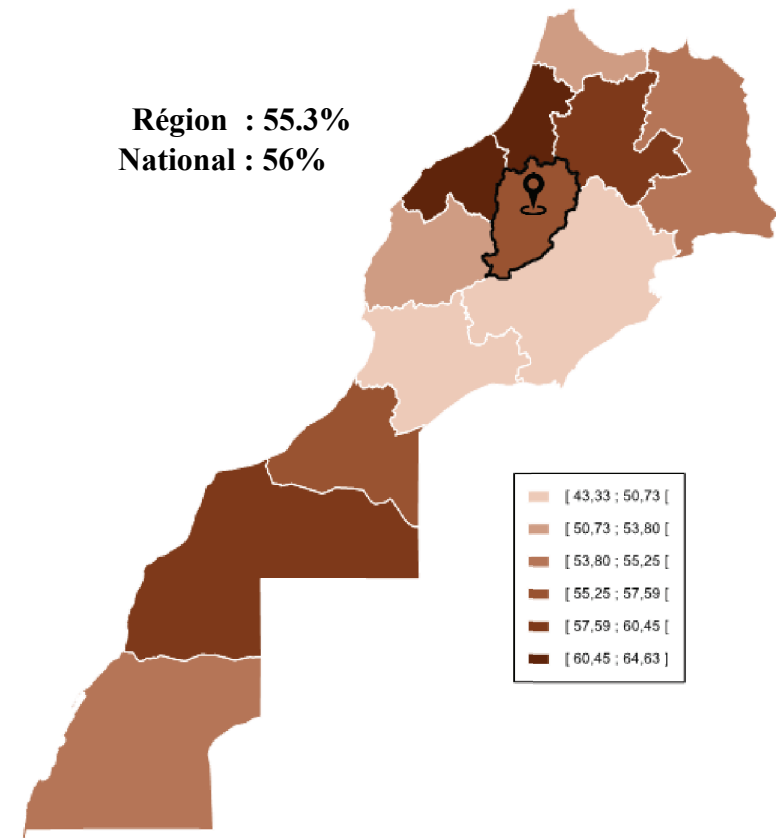 Région : 55.3%
National : 56%
[ 43,33 ; 50,73 [
[ 50,73 ; 53,80 [
[ 53,80 ; 55,25 [
[ 55,25 ; 57,59 [
[ 57,59 ; 60,45 [
[ 60,45 ; 64,63 ]